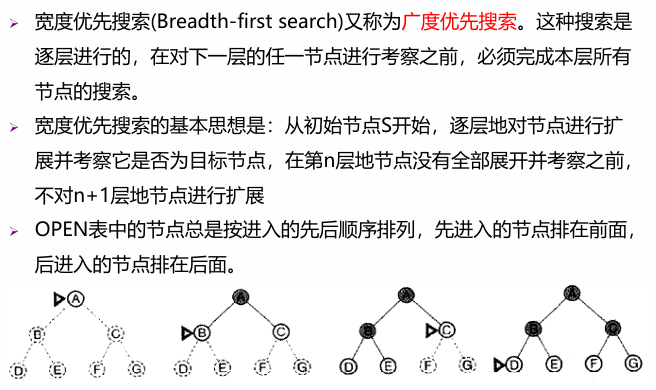 宽度优先搜索(Breadth-first search)又称为广度优先搜索。这种搜索是
逐层进行的，在对下一层的任一节点进行考察之前，必须完成本层所有
节点的搜索。
宽度优先搜索的基本思想是：从初始节点S开始，逐层地对节点进行扩
展并考察它是否为目标节点，在第n层地节点没有全部展开并考察之前，
不对n+1层地节点进行扩展
OPEN表中的节点总是按进入的先后顺序排列，先进入的节点排在前面，
后进入的节点排在后面。
A A A A
B C B C B C B C
D E F G D E F G D E F G D E F G